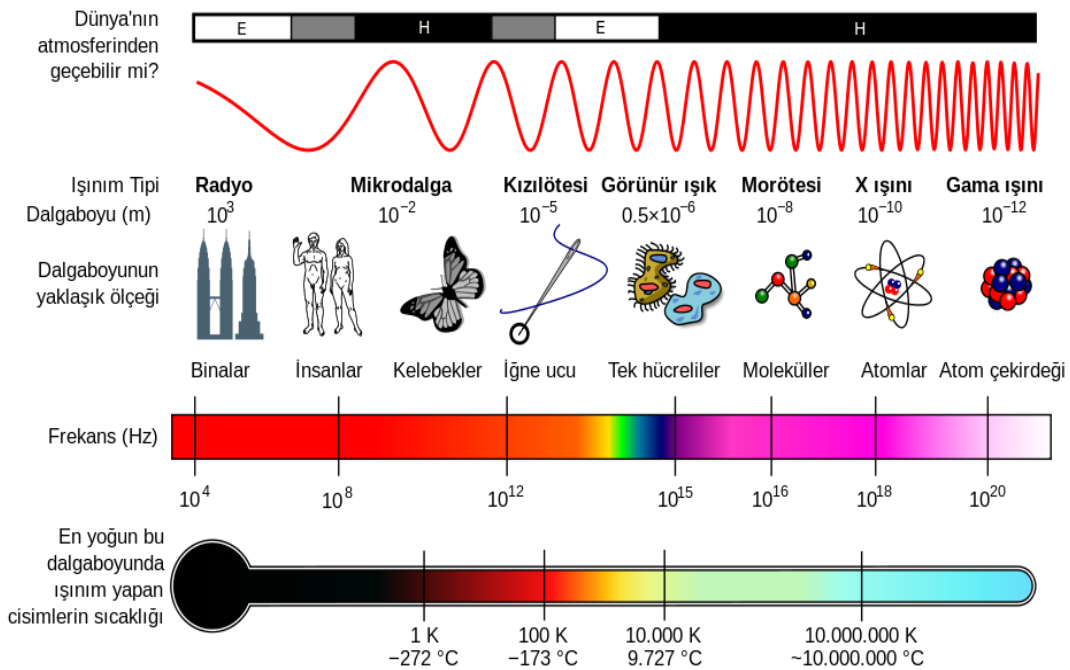 Dünya'nın
atmosferinden
geçebilir mi?
E H E H
Işınım Tipi Radyo Mikrodalga Kızılötesi Görünür ışık Morötesi X ışını Gama ışını
Dalgaboyu (m) 10³ 10⁻² 10⁻⁵ 0.5×10⁻⁶ 10⁻⁸ 10⁻¹⁰ 10⁻¹²
Dalgaboyunun
yaklaşık ölçeği
Binalar İnsanlar Kelebekler İğne ucu Tek hücreliler Moleküller Atomlar Atom çekirdeği
Frekans (Hz)
10⁴ 10⁸ 10¹² 10¹⁵ 10¹⁶ 10¹⁸ 10²⁰
En yoğun bu
dalgaboyunda
ışınım yapan
cisimlerin sıcaklığı
1 K 100 K 10.000 K 10.000.000 K
−272 °C −173 °C 9.727 °C ~10.000.000 °C